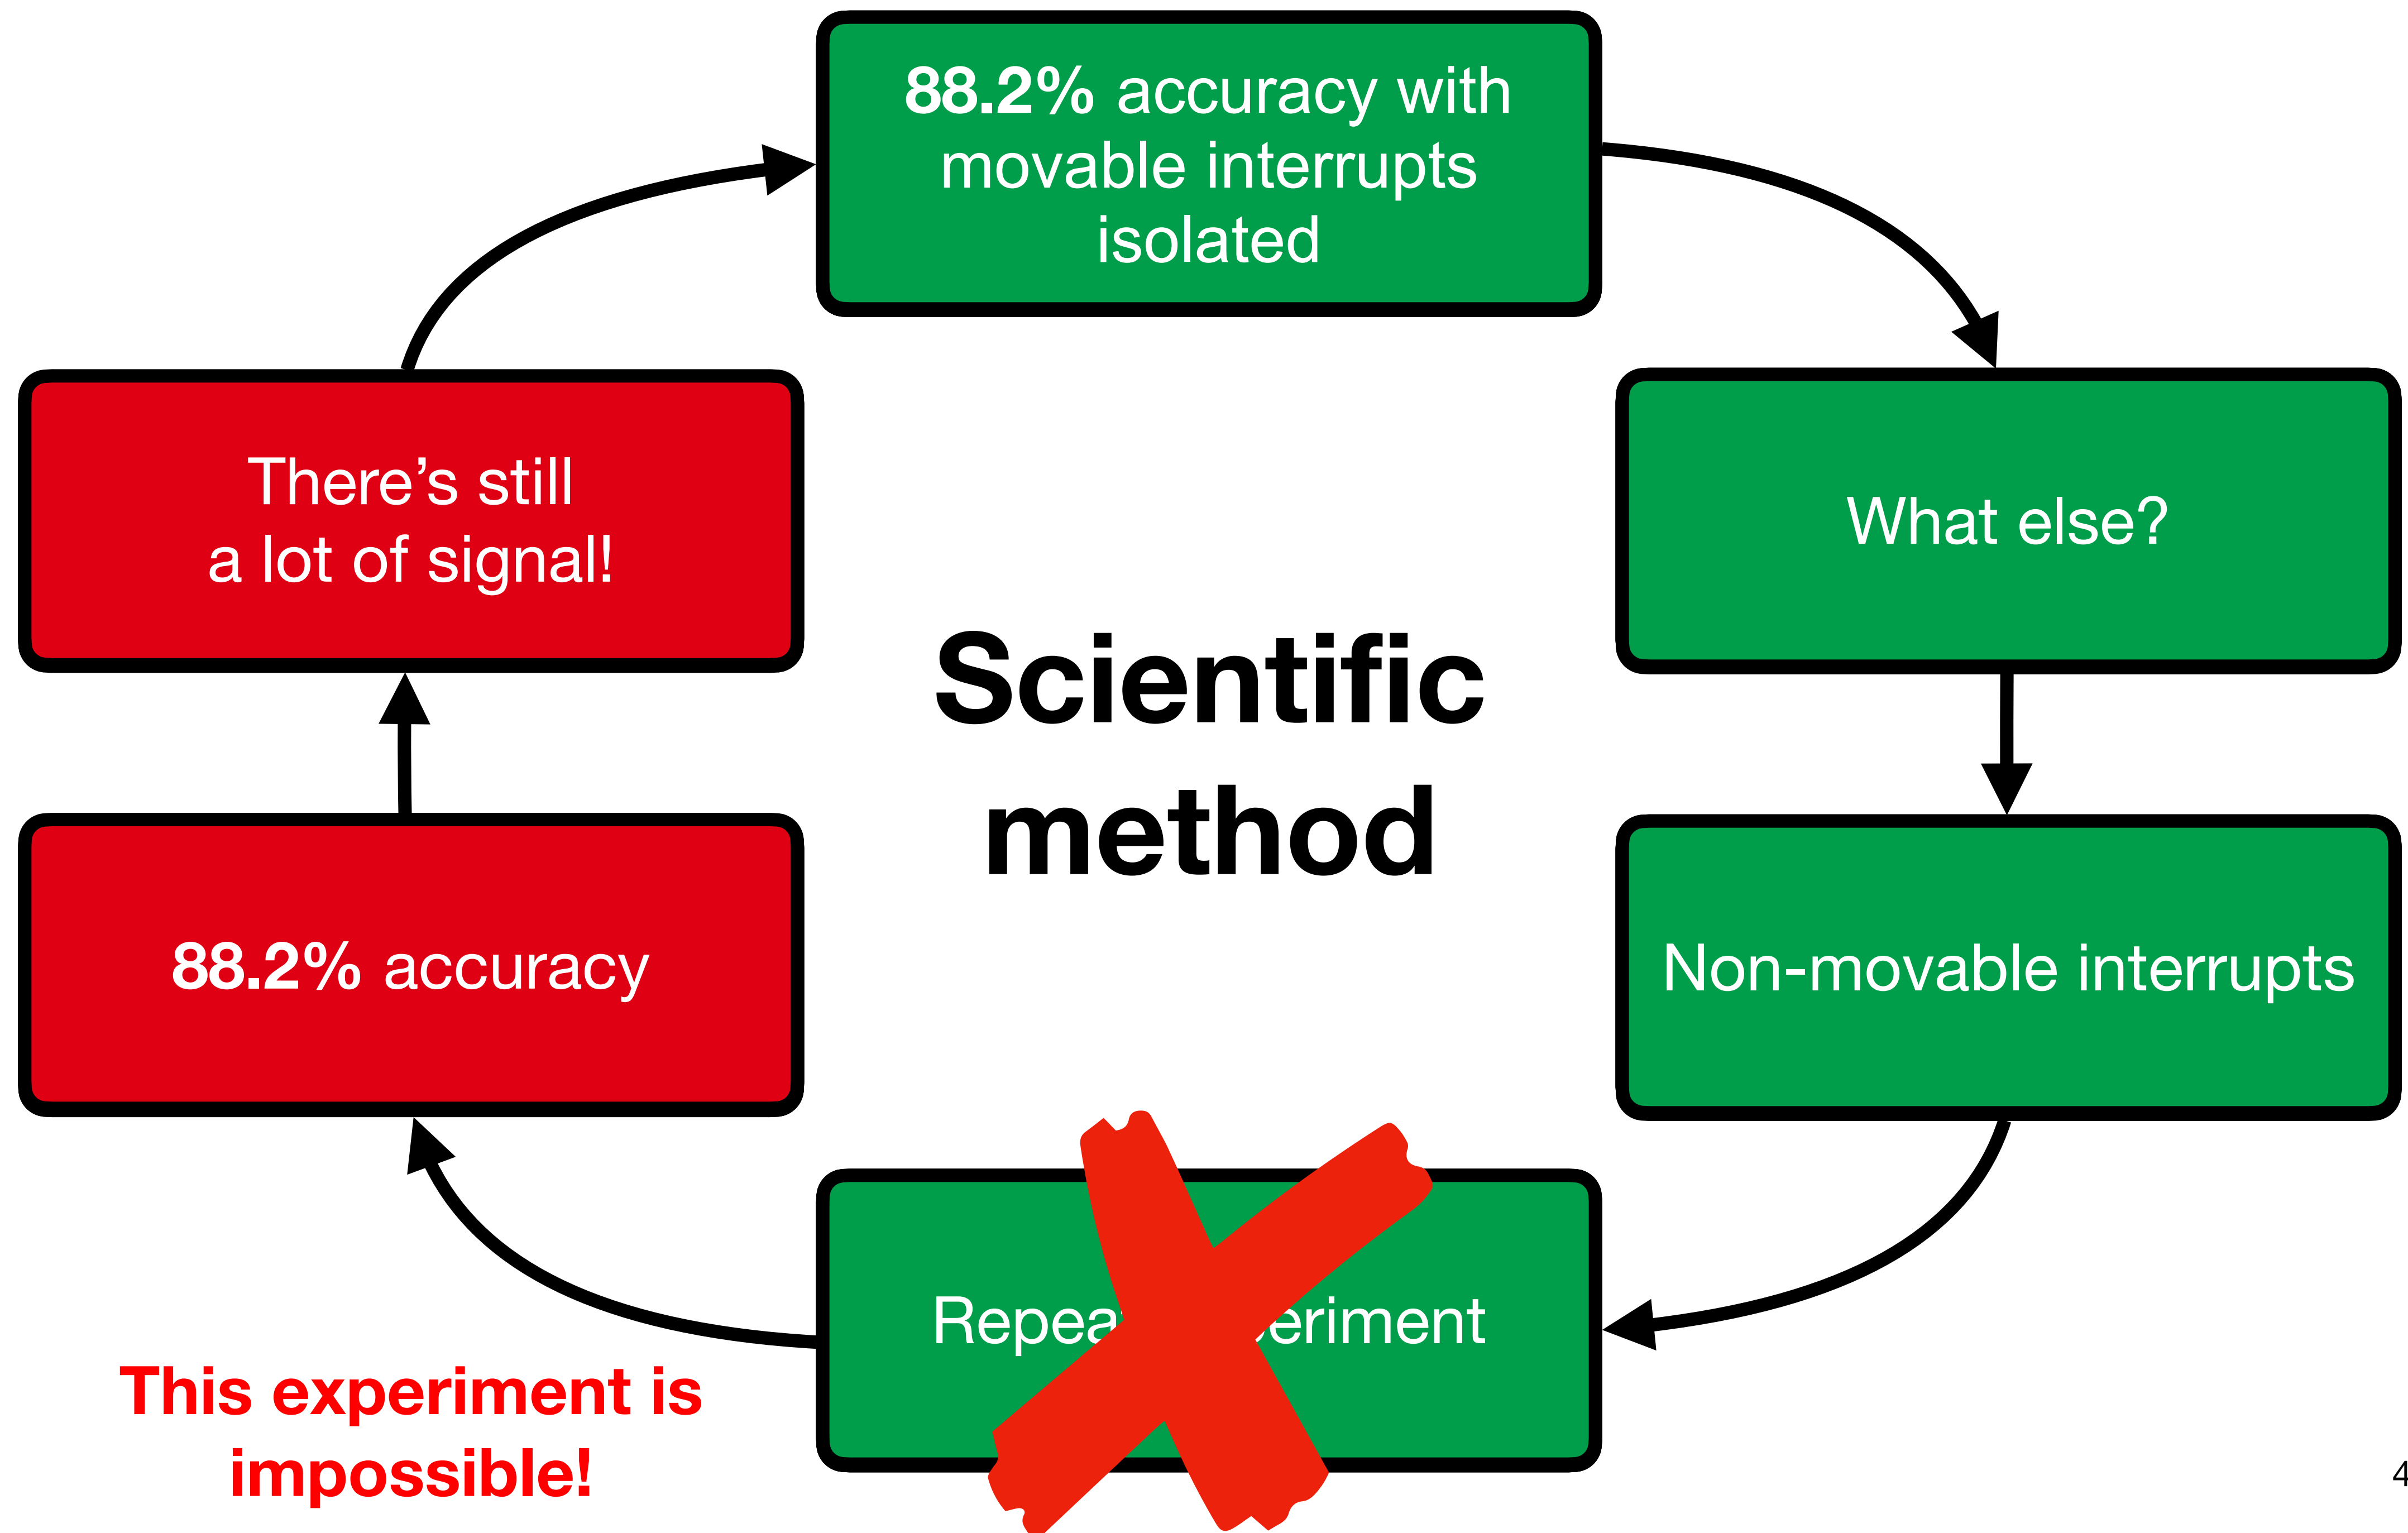 88.2% accuracy with
movable interrupts
isolated
What else?
Non-movable interrupts
eriment
88.2% accuracy
There’s still
a lot of signal!
Scientific
method
This experiment is
impossible!
4